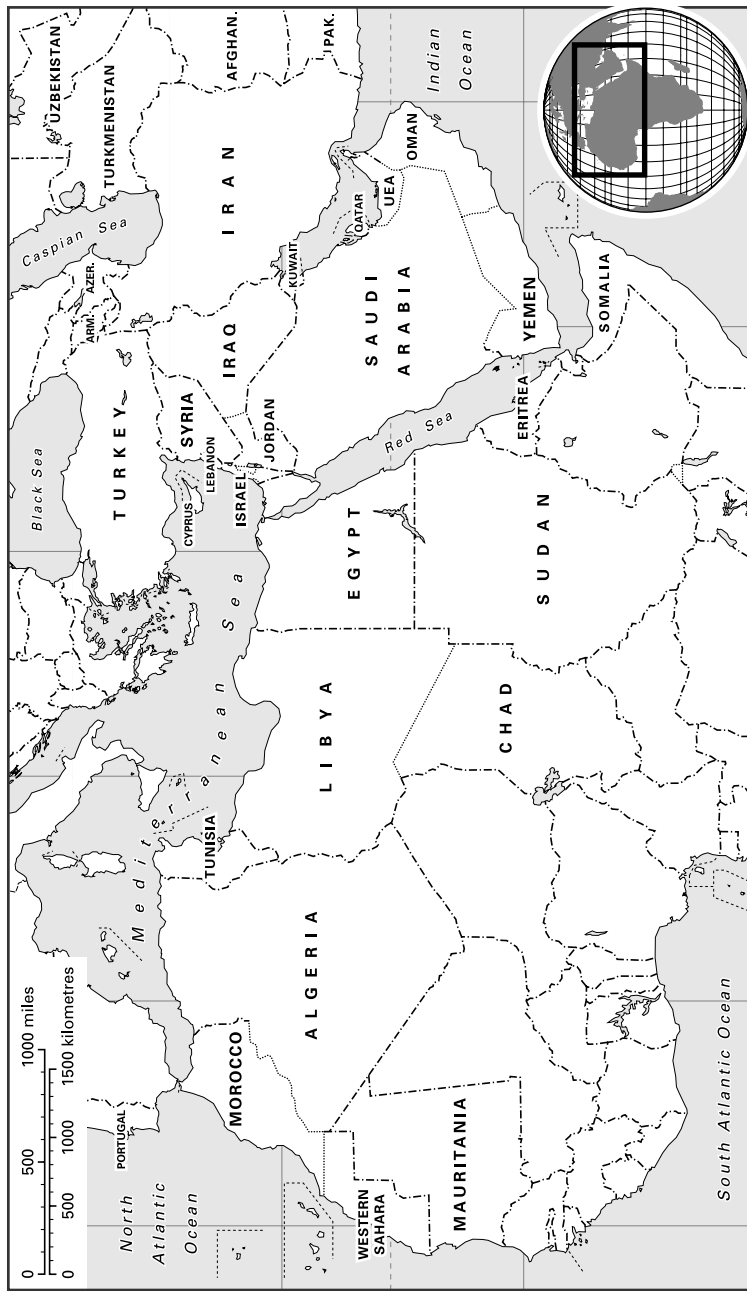 0 500 1000 miles
0 500 1000 1500 kilometres
North
Atlantic
Ocean
PORTUGAL
Mediterranean Sea
Black Sea
Caspian Sea
UZBEKISTAN
TURKMENISTAN
AZER.
ARM.
TURKEY
CYPRUS
SYRIA
LEBANON
ISRAEL
JORDAN
IRAQ
IRAN
AFGHAN.
PAK.
KUWAIT
QATAR
UEA
OMAN
SAUDI
ARABIA
YEMEN
Red Sea
Indian
Ocean
MOROCCO
ALGERIA
TUNISIA
LIBYA
EGYPT
WESTERN
SAHARA
MAURITANIA
CHAD
SUDAN
ERITREA
SOMALIA
South Atlantic Ocean